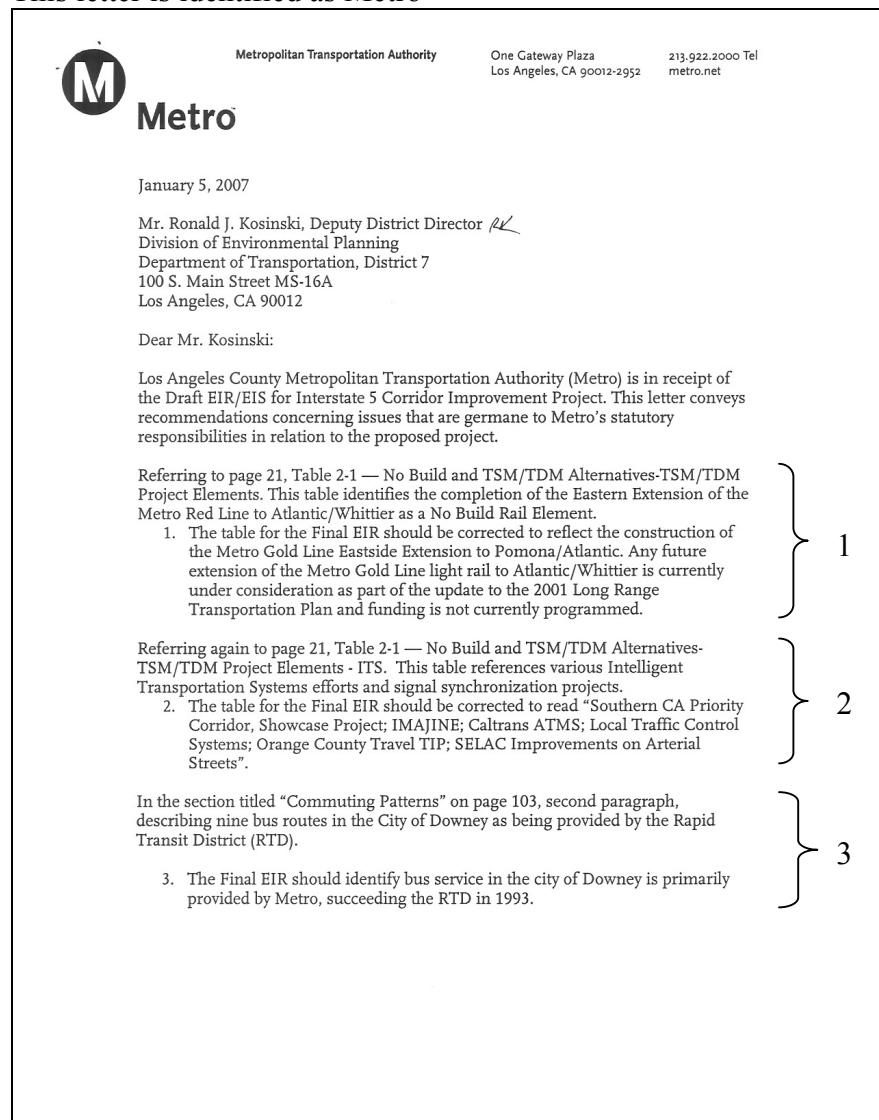 This letter is identified as Metro
Metropolitan Transportation Authority
One Gateway Plaza
Los Angeles, CA 90012-2952
213.922.2000 Tel
metro.net
M
Metro
January 5, 2007
Mr. Ronald J. Kosinski, Deputy District Director RK
Division of Environmental Planning
Department of Transportation, District 7
100 S. Main Street MS-16A
Los Angeles, CA 90012
Dear Mr. Kosinski:
Los Angeles County Metropolitan Transportation Authority (Metro) is in receipt of
the Draft EIR/EIS for Interstate 5 Corridor Improvement Project. This letter conveys
recommendations concerning issues that are germane to Metro's statutory
responsibilities in relation to the proposed project.
Referring to page 21, Table 2-1 — No Build and TSM/TDM Alternatives-TSM/TDM
Project Elements. This table identifies the completion of the Eastern Extension of the
Metro Red Line to Atlantic/Whittier as a No Build Rail Element.
1. The table for the Final EIR should be corrected to reflect the construction of
the Metro Gold Line Eastside Extension to Pomona/Atlantic. Any future
extension of the Metro Gold Line light rail to Atlantic/Whittier is currently
under consideration as part of the update to the 2001 Long Range
Transportation Plan and funding is not currently programmed.
1
Referring again to page 21, Table 2-1 — No Build and TSM/TDM Alternatives-
TSM/TDM Project Elements - ITS. This table references various Intelligent
Transportation Systems efforts and signal synchronization projects.
2. The table for the Final EIR should be corrected to read "Southern CA Priority
Corridor, Showcase Project; IMAJINE; Caltrans ATMS; Local Traffic Control
Systems; Orange County Travel TIP; SELAC Improvements on Arterial
Streets".
2
In the section titled "Commuting Patterns" on page 103, second paragraph,
describing nine bus routes in the City of Downey as being provided by the Rapid
Transit District (RTD).
3. The Final EIR should identify bus service in the city of Downey is primarily
provided by Metro, succeeding the RTD in 1993.
3